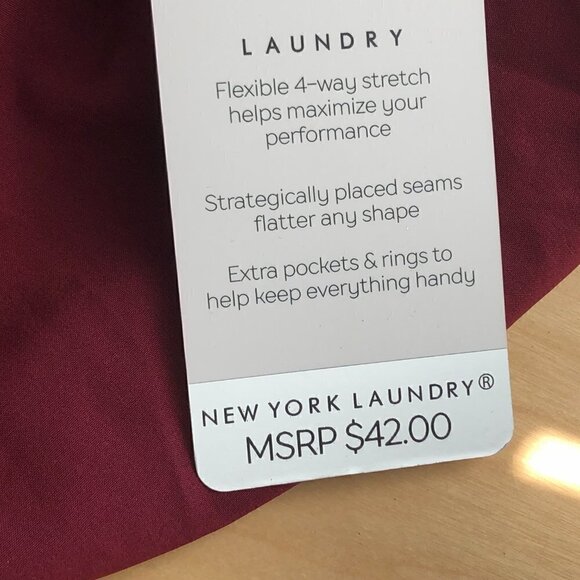 LAUNDRY
Flexible 4-way stretch
helps maximize your
performance
Strategically placed seams
flatter any shape
Extra pockets & rings to
help keep everything handy
NEW YORK LAUNDRY®
MSRP $42.00